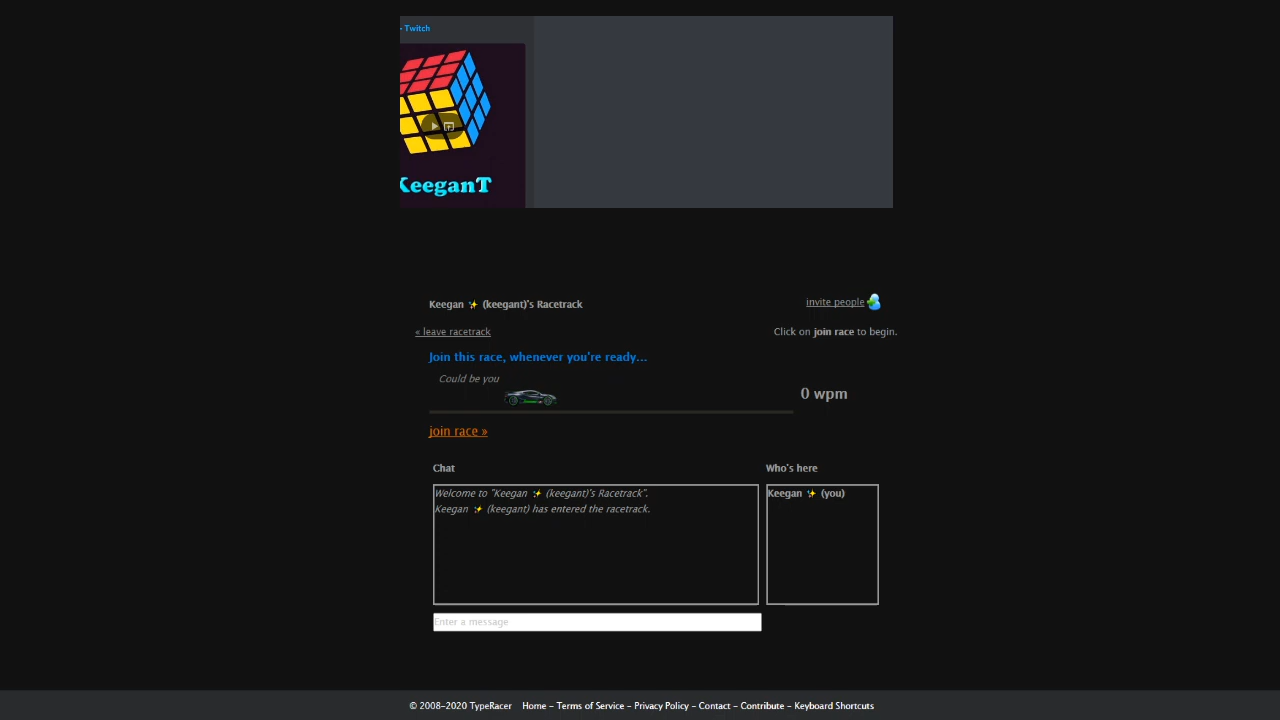 - Twitch
KeeganT
Keegan ✨ (keegant)'s Racetrack
invite people
« leave racetrack
Click on join race to begin.
Join this race, whenever you're ready...
Could be you
0 wpm
join race »
Chat
Who's here
Welcome to "Keegan ✨ (keegant)'s Racetrack".
Keegan ✨ (keegant) has entered the racetrack.
Keegan ✨ (you)
Enter a message
© 2008-2020 TypeRacer Home - Terms of Service - Privacy Policy - Contact - Contribute - Keyboard Shortcuts